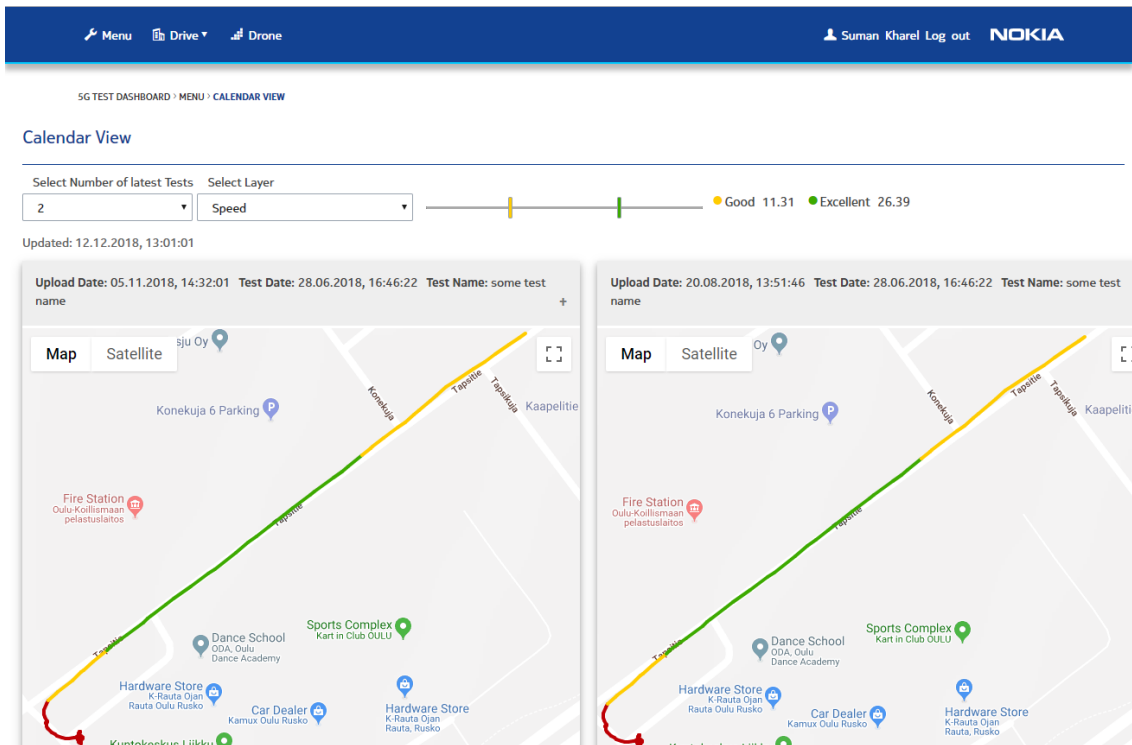 Menu Drive Drone Suman Kharel Log out NOKIA
5G TEST DASHBOARD > MENU > CALENDAR VIEW
Calendar View
Select Number of latest Tests Select Layer
2 Speed Good 11.31 Excellent 26.39
Updated: 12.12.2018, 13:01:01
Upload Date: 05.11.2018, 14:32:01 Test Date: 28.06.2018, 16:46:22 Test Name: some test
name +
Map Satellite
sju Oy
Tapsitie
Tapsikuja
Konekuja
Kaapelitie
Konekuja 6 Parking P
Fire Station
Oulu-Koillismaan
pelastuslaitos
Tapsitie
Sports Complex
Kart in Club OULU
Dance School
ODA, Oulu
Dance Academy
Tapsitie
Hardware Store
K-Rauta Ojan
Rauta Oulu Rusko
Car Dealer
Kamux Oulu Rusko
Hardware Store
K-Rauta Ojan
Rauta, Rusko
Kuntokeskus Liikku
Upload Date: 20.08.2018, 13:51:46 Test Date: 28.06.2018, 16:46:22 Test Name: some test
name
Map Satellite
Oy
Tapsitie
Tapsikuja
Konekuja
Kaapeliti
Konekuja 6 Parking P
Fire Station
Oulu-Koillismaan
pelastuslaitos
Tapsitie
Sports Complex
Kart in Club OULU
Dance School
ODA, Oulu
Dance Academy
Tapsitie
Hardware Store
K-Rauta Ojan
Rauta Oulu Rusko
Car Dealer
Kamux Oulu Rusko
Hardware Store
K-Rauta Ojan
Rauta, Rusko